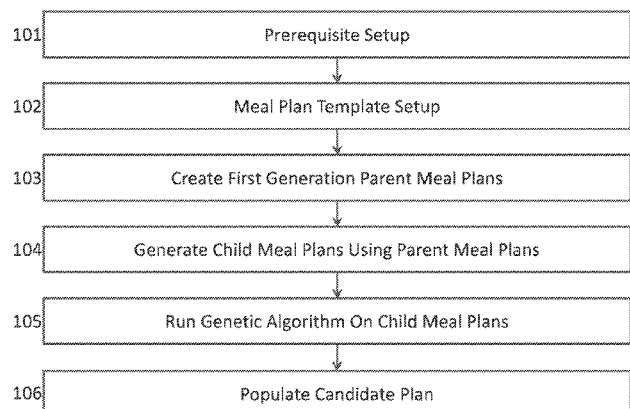 101 Prerequisite Setup
102 Meal Plan Template Setup
103 Create First Generation Parent Meal Plans
104 Generate Child Meal Plans Using Parent Meal Plans
105 Run Genetic Algorithm On Child Meal Plans
106 Populate Candidate Plan